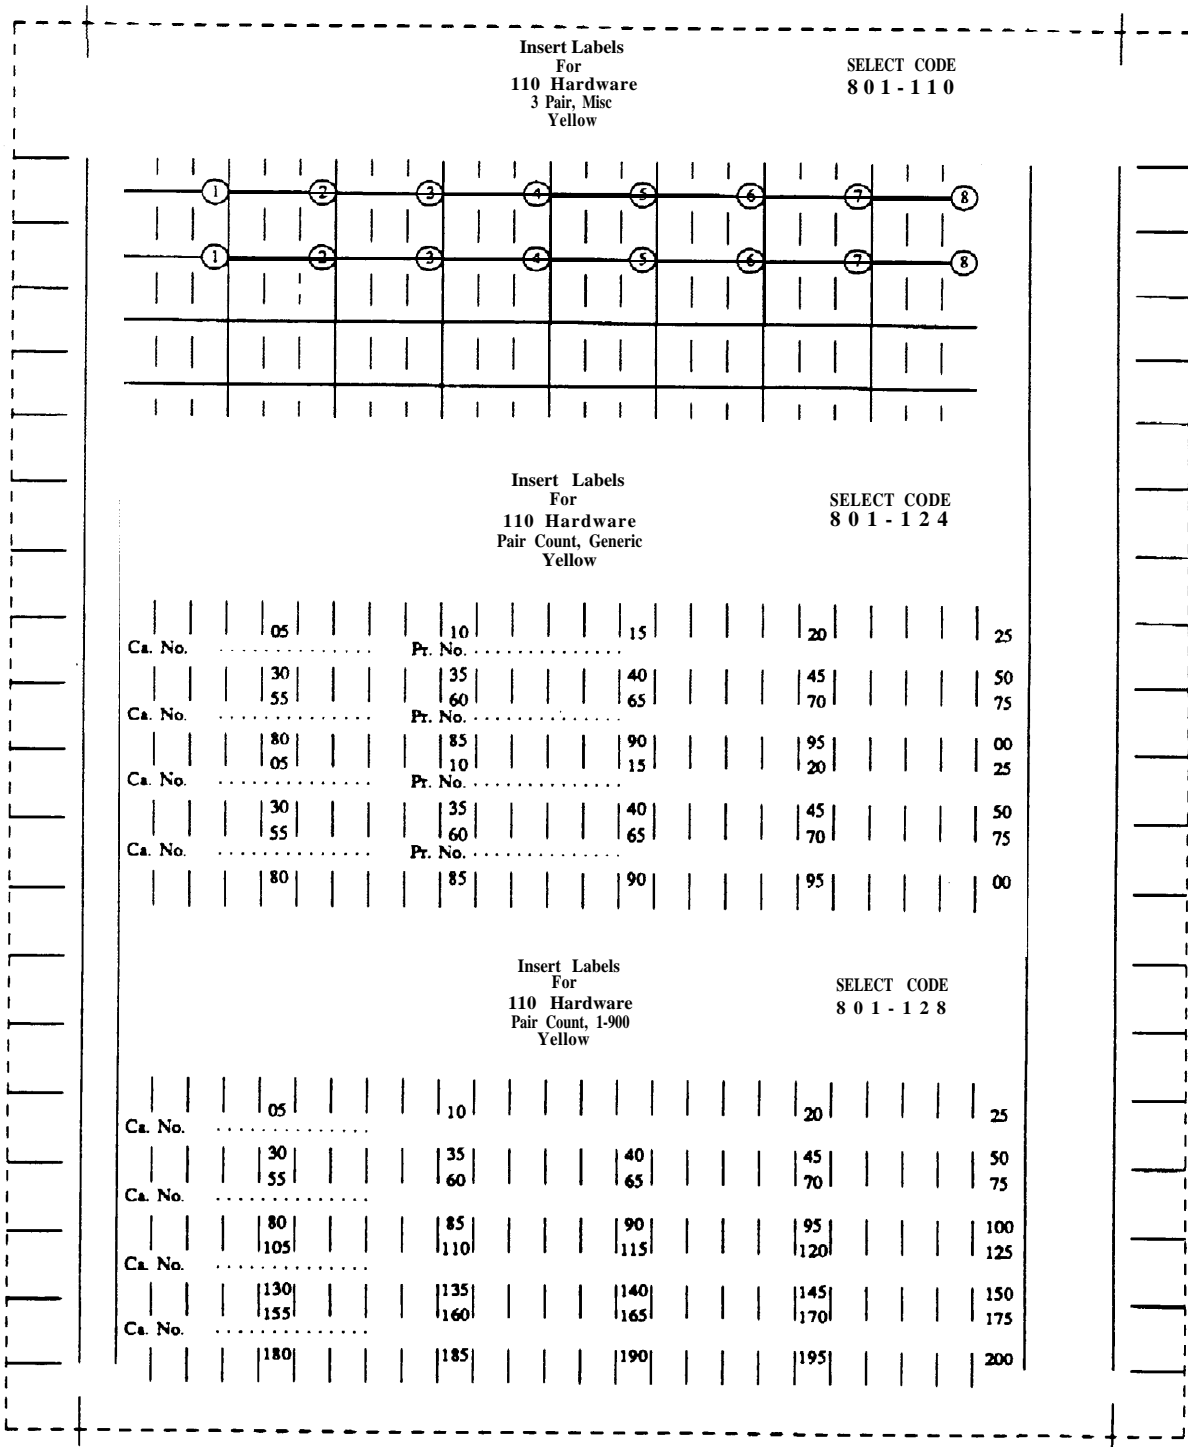 Insert Labels
For
110 Hardware
3 Pair, Misc
Yellow
SELECT CODE
801-110
1 2 3 4 5 6 7 8
1 2 3 4 5 6 7 8
Insert Labels
For
110 Hardware
Pair Count, Generic
Yellow
SELECT CODE
801-124
05 10 15 20 25
Ca. No. ............... Pr. No. ...............
30 35 40 45 50
55 60 65 70 75
Ca. No. ............... Pr. No. ...............
80 85 90 95 00
05 10 15 20 25
Ca. No. ............... Pr. No. ...............
30 35 40 45 50
55 60 65 70 75
Ca. No. ............... Pr. No. ...............
80 85 90 95 00
Insert Labels
For
110 Hardware
Pair Count, 1-900
Yellow
SELECT CODE
801-128
05 10 20 25
Ca. No. ...............
30 35 40 45 50
55 60 65 70 75
Ca. No. ...............
80 85 90 95 100
105 110 115 120 125
Ca. No. ...............
130 135 140 145 150
155 160 165 170 175
Ca. No. ...............
180 185 190 195 200